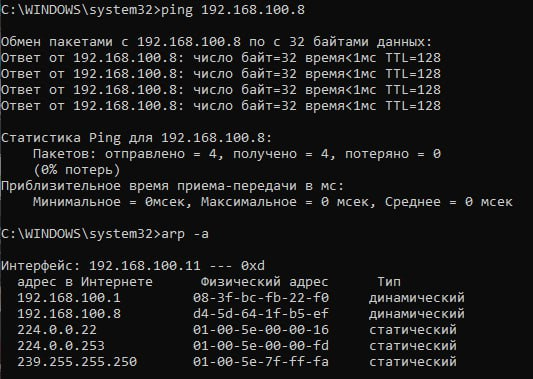 C:\WINDOWS\system32>ping 192.168.100.8
Обмен пакетами с 192.168.100.8 по с 32 байтами данных:
Ответ от 192.168.100.8: число байт=32 время<1мс TTL=128
Ответ от 192.168.100.8: число байт=32 время<1мс TTL=128
Ответ от 192.168.100.8: число байт=32 время<1мс TTL=128
Ответ от 192.168.100.8: число байт=32 время<1мс TTL=128
Статистика Ping для 192.168.100.8:
Пакетов: отправлено = 4, получено = 4, потеряно = 0
(0% потерь)
Приблизительное время приема-передачи в мс:
Минимальное = 0мсек, Максимальное = 0 мсек, Среднее = 0 мсек
C:\WINDOWS\system32>arp -a
Интерфейс: 192.168.100.11 --- 0xd
адрес в Интернете Физический адрес Тип
192.168.100.1 08-3f-bc-fb-22-f0 динамический
192.168.100.8 d4-5d-64-1f-b5-ef динамический
224.0.0.22 01-00-5e-00-00-16 статический
224.0.0.253 01-00-5e-00-00-fd статический
239.255.255.250 01-00-5e-7f-ff-fa статический